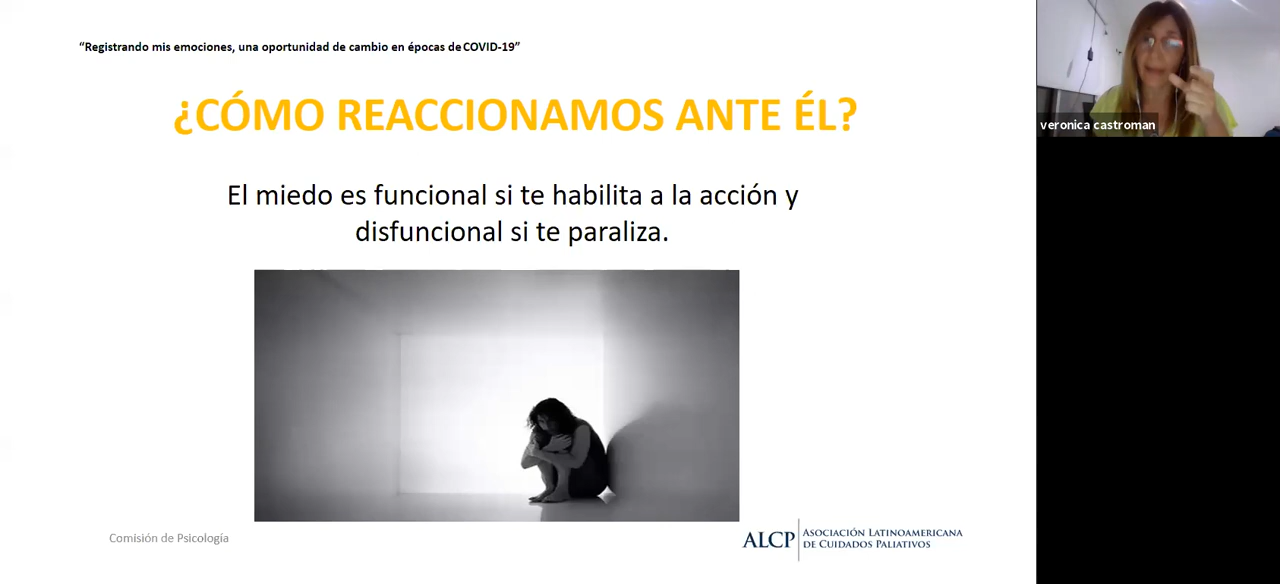 “Registrando mis emociones, una oportunidad de cambio en épocas de COVID-19”
¿CÓMO REACCIONAMOS ANTE ÉL?
El miedo es funcional si te habilita a la acción y
disfuncional si te paraliza.
veronica castroman
Comisión de Psicología
ALCP
ASOCIACIÓN LATINOAMERICANA
DE CUIDADOS PALIATIVOS